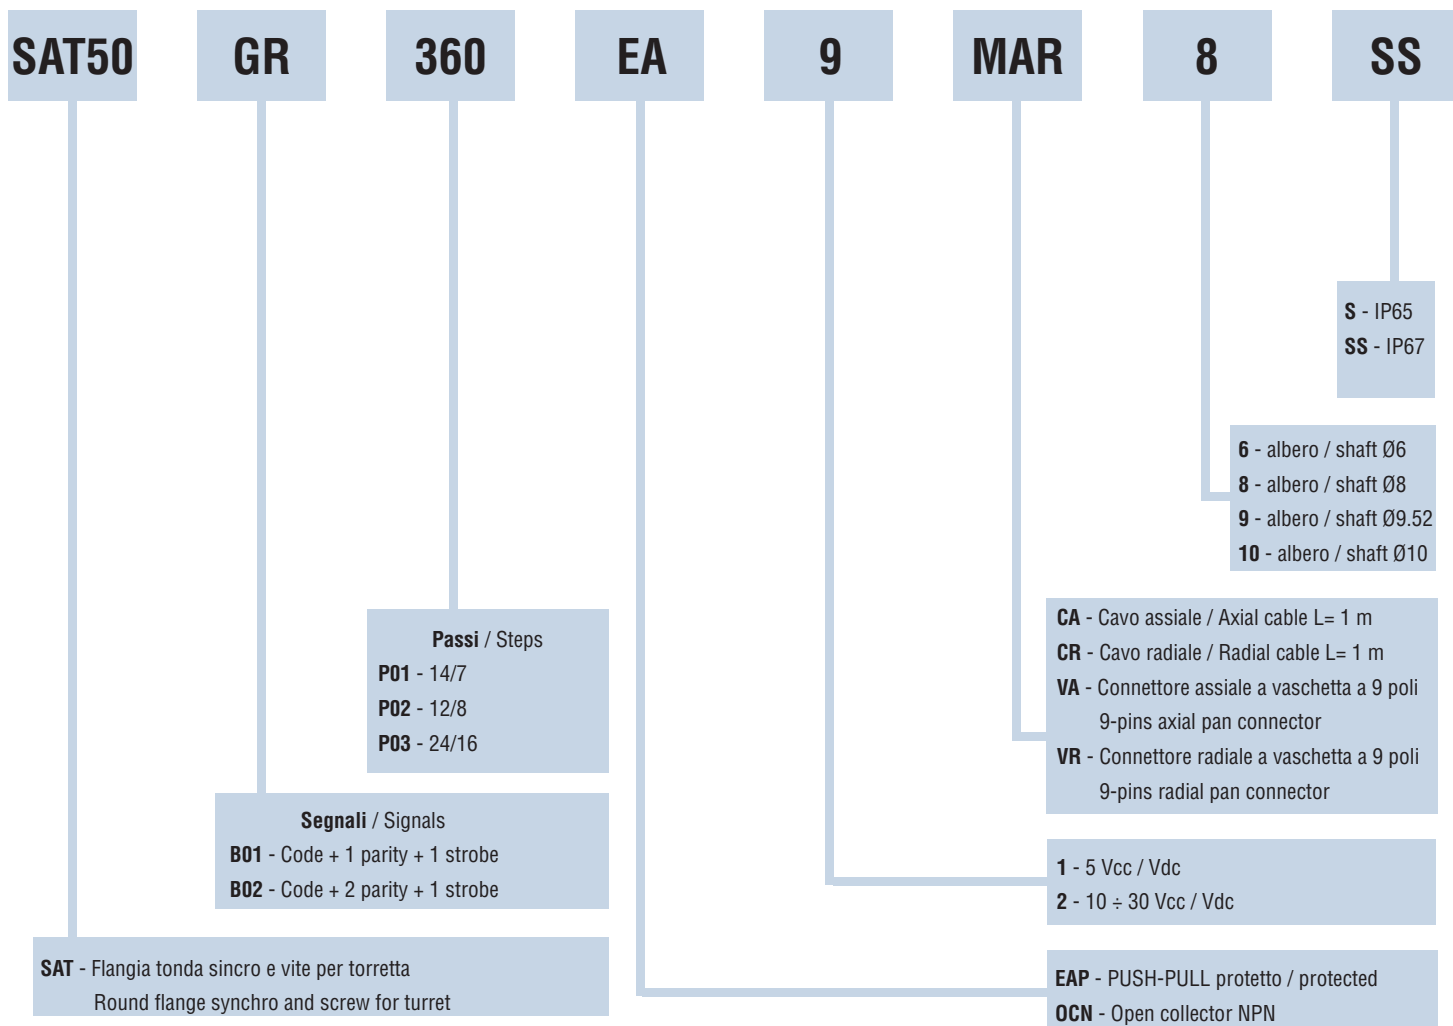 SAT50 GR 360 EA 9 MAR 8 SS
S - IP65
SS - IP67
6 - albero / shaft Ø6
8 - albero / shaft Ø8
9 - albero / shaft Ø9.52
10 - albero / shaft Ø10
CA - Cavo assiale / Axial cable L= 1 m
CR - Cavo radiale / Radial cable L= 1 m
VA - Connettore assiale a vaschetta a 9 poli
9-pins axial pan connector
VR - Connettore radiale a vaschetta a 9 poli
9-pins radial pan connector
Passi / Steps
P01 - 14/7
P02 - 12/8
P03 - 24/16
Segnali / Signals
B01 - Code + 1 parity + 1 strobe
B02 - Code + 2 parity + 1 strobe
1 - 5 Vcc / Vdc
2 - 10 ÷ 30 Vcc / Vdc
SAT - Flangia tonda sincro e vite per torretta
Round flange synchro and screw for turret
EAP - PUSH-PULL protetto / protected
OCN - Open collector NPN